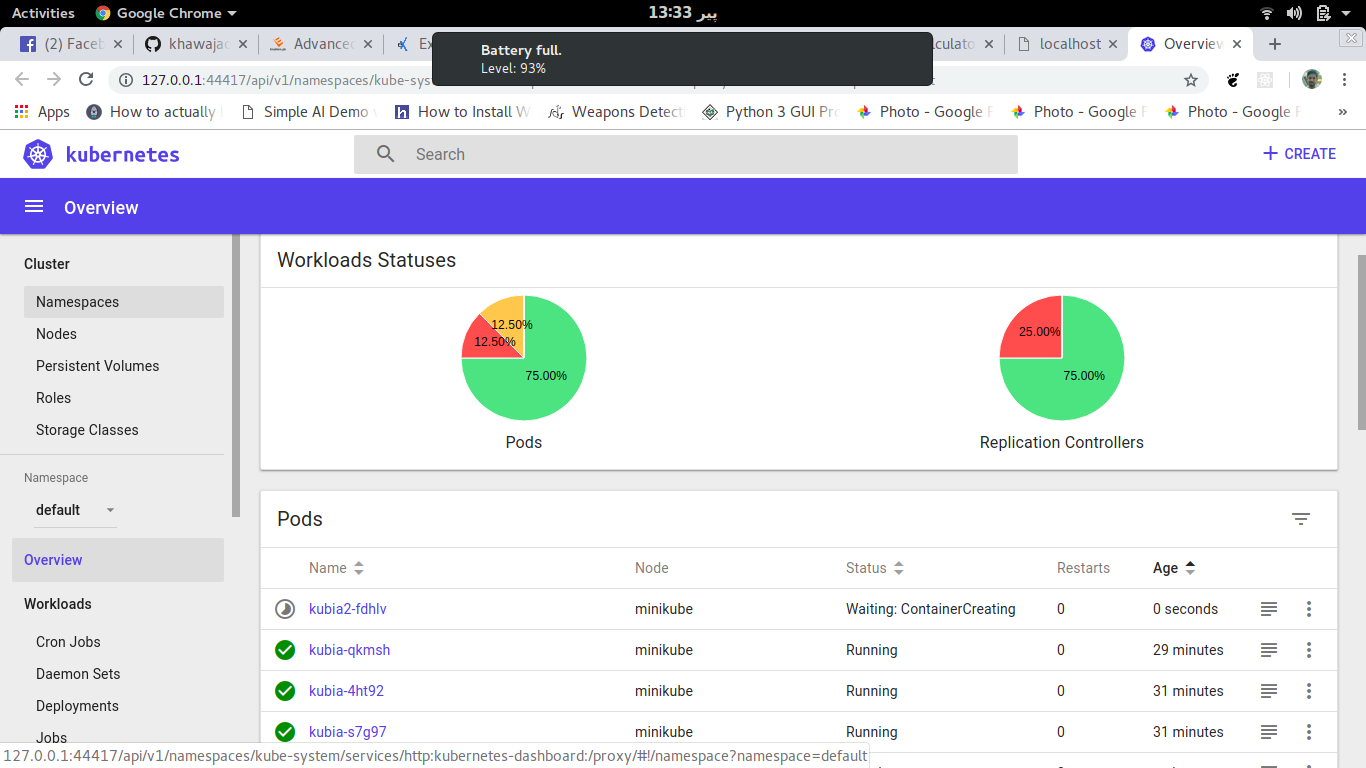 Activities Google Chrome 13:33 پیر
(2) Faceb khawajac Advanced Ex lculato localhost Overview
Battery full.
Level: 93%
127.0.0.1:44417/api/v1/namespaces/kube-sys
Apps How to actually Simple AI Demo How to Install W Weapons Detect Python 3 GUI Pro Photo - Google F Photo - Google F Photo - Google F »
kubernetes Search + CREATE
Overview
Cluster
Namespaces
Nodes
Persistent Volumes
Roles
Storage Classes
Namespace
default
Overview
Workloads
Cron Jobs
Daemon Sets
Deployments
Jobs
Workloads Statuses
12.50%
12.50%
75.00%
Pods
25.00%
75.00%
Replication Controllers
Pods
Name Node Status Restarts Age
kubia2-fdhlv minikube Waiting: ContainerCreating 0 0 seconds
kubia-qkmsh minikube Running 0 29 minutes
kubia-4ht92 minikube Running 0 31 minutes
kubia-s7g97 minikube Running 0 31 minutes
127.0.0.1:44417/api/v1/namespaces/kube-system/services/http:kubernetes-dashboard:/proxy/#!/namespace?namespace=default